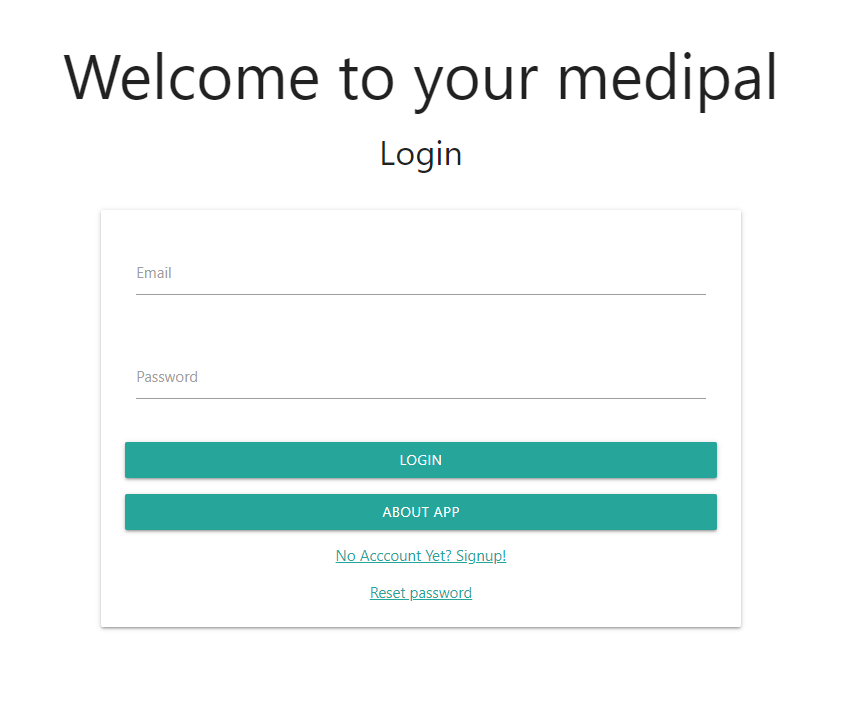 Welcome to your medipal
Login
Email
Password
LOGIN
ABOUT APP
No Acccount Yet? Signup!
Reset password